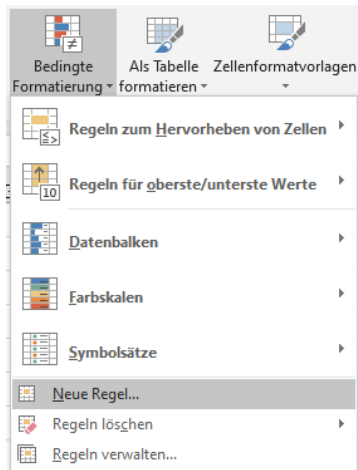 Bedingte Als Tabelle Zellenformatvorlagen
Formatierung formatieren
Regeln zum Hervorheben von Zellen
Regeln für oberste/unterste Werte
10
Datenbalken
Farbskalen
Symbolsätze
Neue Regel...
Regeln löschen
Regeln verwalten...